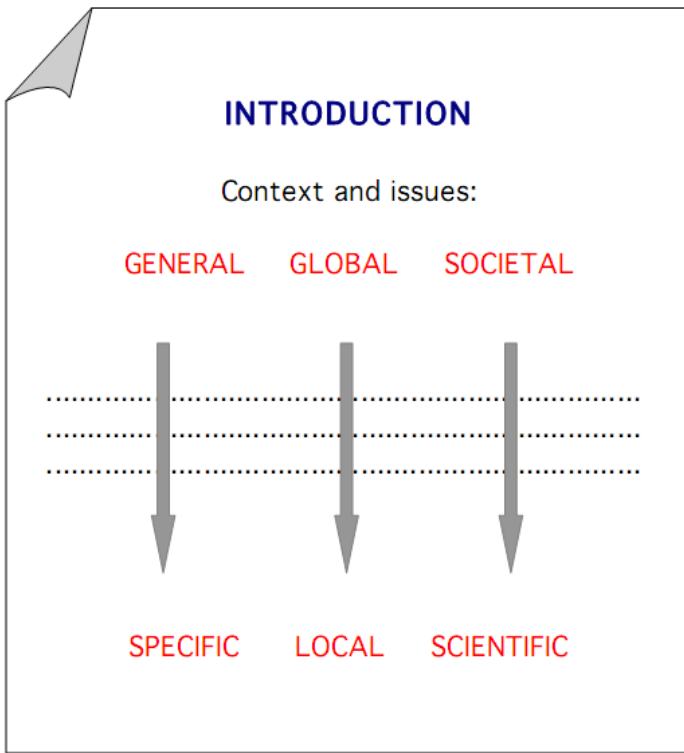 INTRODUCTION
Context and issues:
GENERAL GLOBAL SOCIETAL
SPECIFIC LOCAL SCIENTIFIC